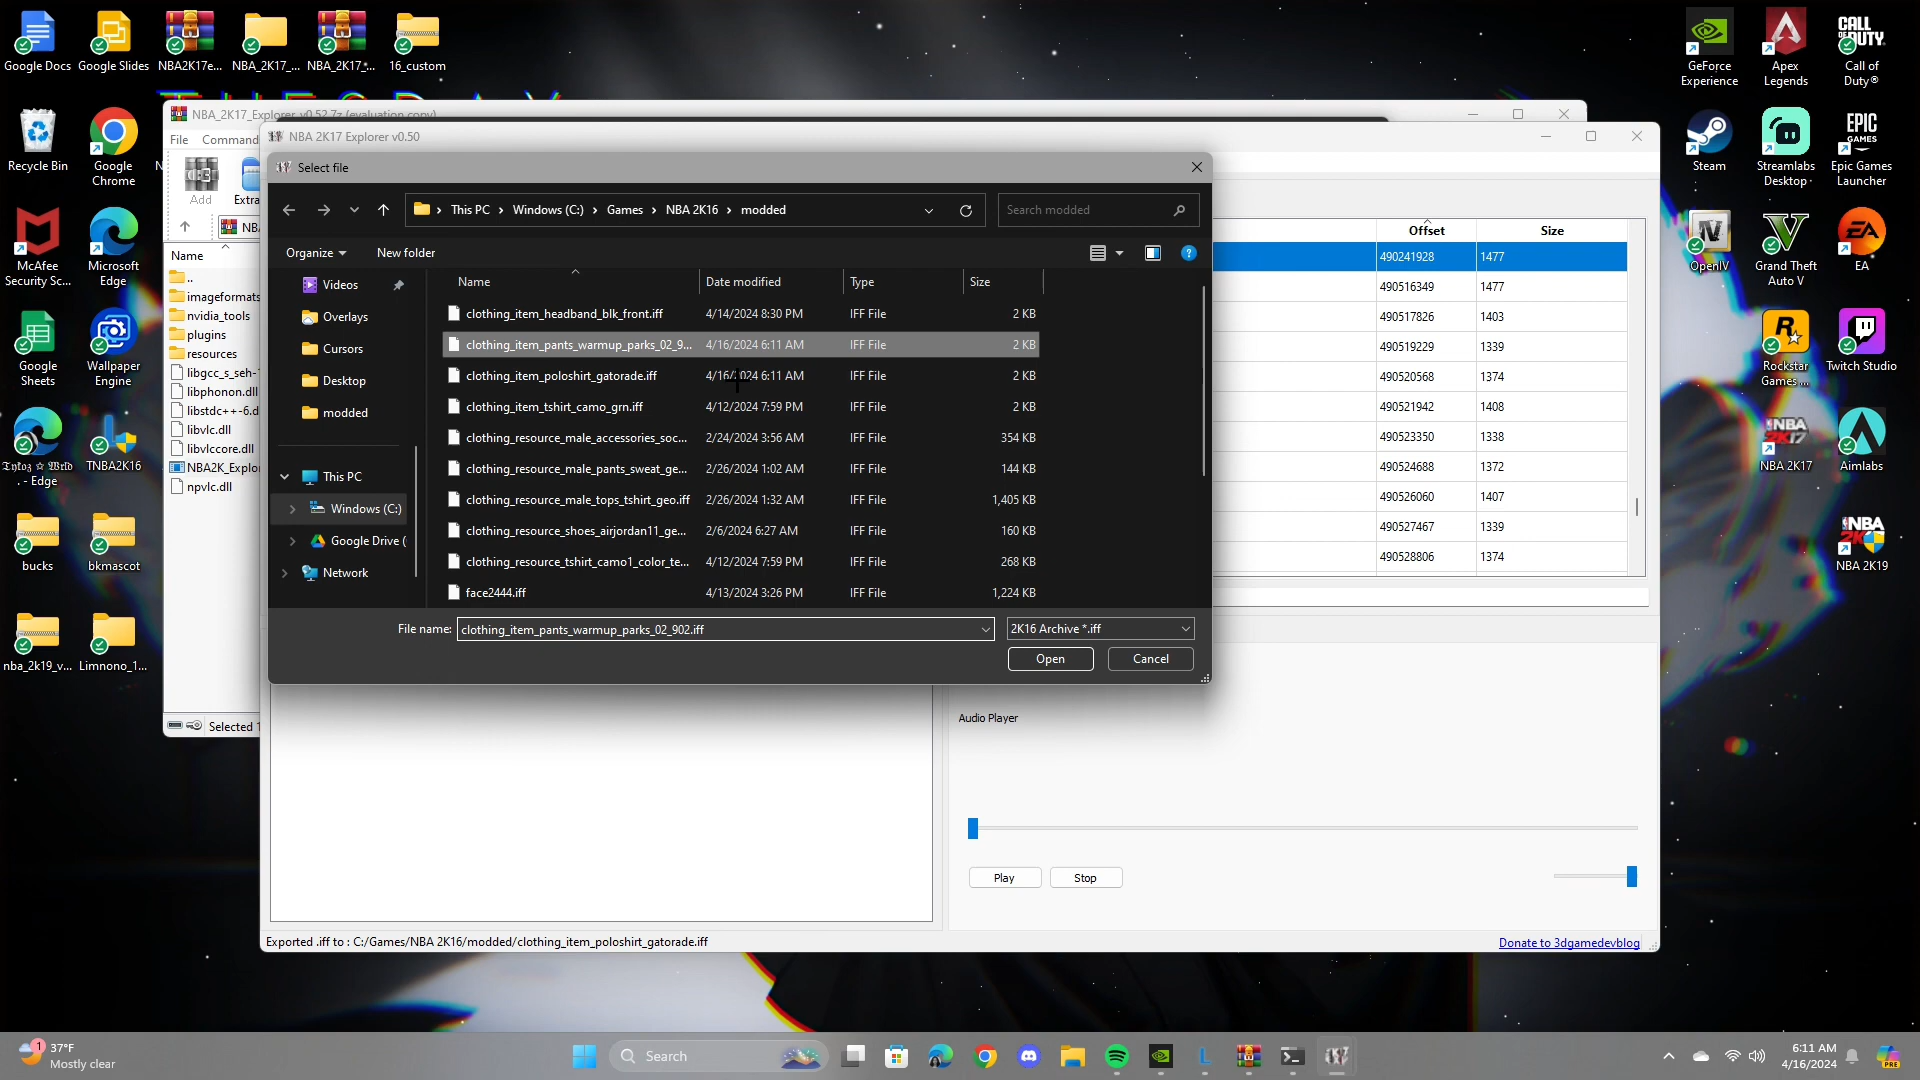 Google Docs
Google Slides
NBA2K17e...
NBA_2K17_...
NBA_2K17_...
16_custom
GeForce Experience
Apex Legends
Call of Duty®
Recycle Bin
Google Chrome
Steam
Streamlabs Desktop
Epic Games Launcher
McAfee Security Sc...
Microsoft Edge
OpenIV
Grand Theft Auto V
EA
Google Sheets
Wallpaper Engine
Rockstar Games ...
Twitch Studio
. - Edge
TNBA2K16
NBA 2K17
Aimlabs
bucks
bkmascot
NBA 2K19
nba_2k19_v...
Limnono_1...
NBA_2K17_Explorer_v0.52.7z (evaluation copy)
File
Command
Add
Extra
NB
Name
..
imageformats
nvidia_tools
plugins
resources
libgcc_s_seh-
libphonon.dll
libstdc++-6.d
libvlc.dll
libvlccore.dll
NBA2K_Explo
npvlc.dll
Selected 1
NBA 2K17 Explorer v0.50
Select file
This PC > Windows (C:) > Games > NBA 2K16 > modded
Search modded
Organize
New folder
Videos
Overlays
Cursors
Desktop
modded
This PC
Windows (C:)
Google Drive (
Network
Name Date modified Type Size
clothing_item_headband_blk_front.iff 4/14/2024 8:30 PM IFF File 2 KB
clothing_item_pants_warmup_parks_02_9... 4/16/2024 6:11 AM IFF File 2 KB
clothing_item_poloshirt_gatorade.iff 4/16/2024 6:11 AM IFF File 2 KB
clothing_item_tshirt_camo_grn.iff 4/12/2024 7:59 PM IFF File 2 KB
clothing_resource_male_accessories_soc... 2/24/2024 3:56 AM IFF File 354 KB
clothing_resource_male_pants_sweat_ge... 2/26/2024 1:02 AM IFF File 144 KB
clothing_resource_male_tops_tshirt_geo.iff 2/26/2024 1:32 AM IFF File 1,405 KB
clothing_resource_shoes_airjordan11_ge... 2/6/2024 6:27 AM IFF File 160 KB
clothing_resource_tshirt_camo1_color_te... 4/12/2024 7:59 PM IFF File 268 KB
face2444.iff 4/13/2024 3:26 PM IFF File 1,224 KB
File name: clothing_item_pants_warmup_parks_02_902.iff
2K16 Archive *.iff
Open
Cancel
Offset Size
490241928 1477
490516349 1477
490517826 1403
490519229 1339
490520568 1374
490521942 1408
490523350 1338
490524688 1372
490526060 1407
490527467 1339
490528806 1374
Audio Player
Play
Stop
Exported .iff to : C:/Games/NBA 2K16/modded/clothing_item_poloshirt_gatorade.iff
Donate to 3dgamedevblog
1
37°F
Mostly clear
Search
6:11 AM
4/16/2024
PRE